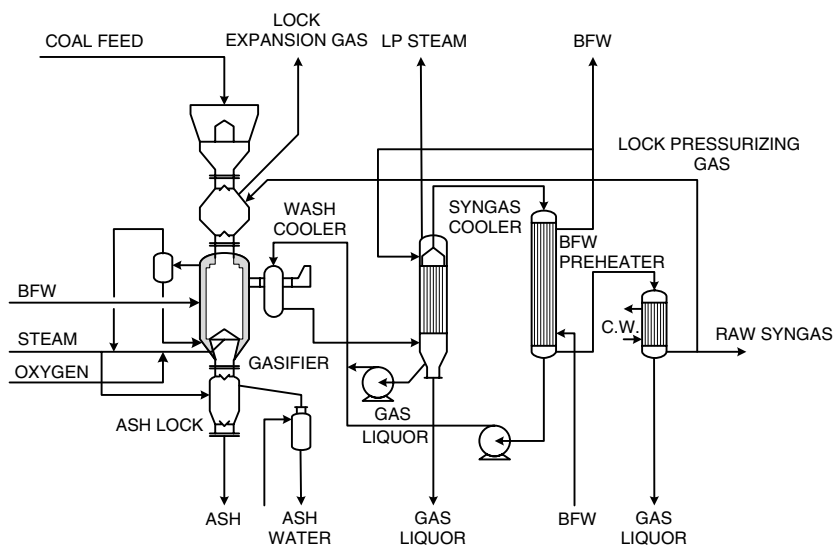 COAL FEED
LOCK
EXPANSION GAS
LP STEAM
BFW
LOCK PRESSURIZING
GAS
WASH
COOLER
SYNGAS
COOLER
BFW
PREHEATER
BFW
STEAM
OXYGEN
GASIFIER
C.W.
RAW SYNGAS
ASH LOCK
GAS
LIQUOR
ASH
ASH
WATER
GAS
LIQUOR
BFW
GAS
LIQUOR